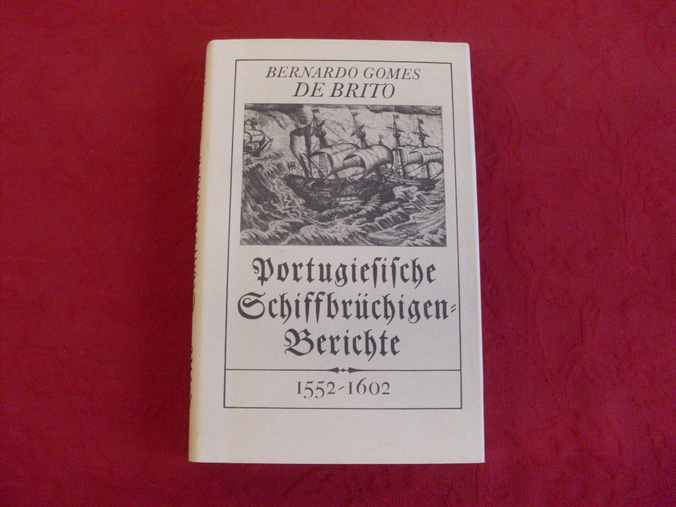 BERNARDO GOMES
DE BRITO
Portugieſiſche
Schiffbrüchigen-
Berichte
1552-1602